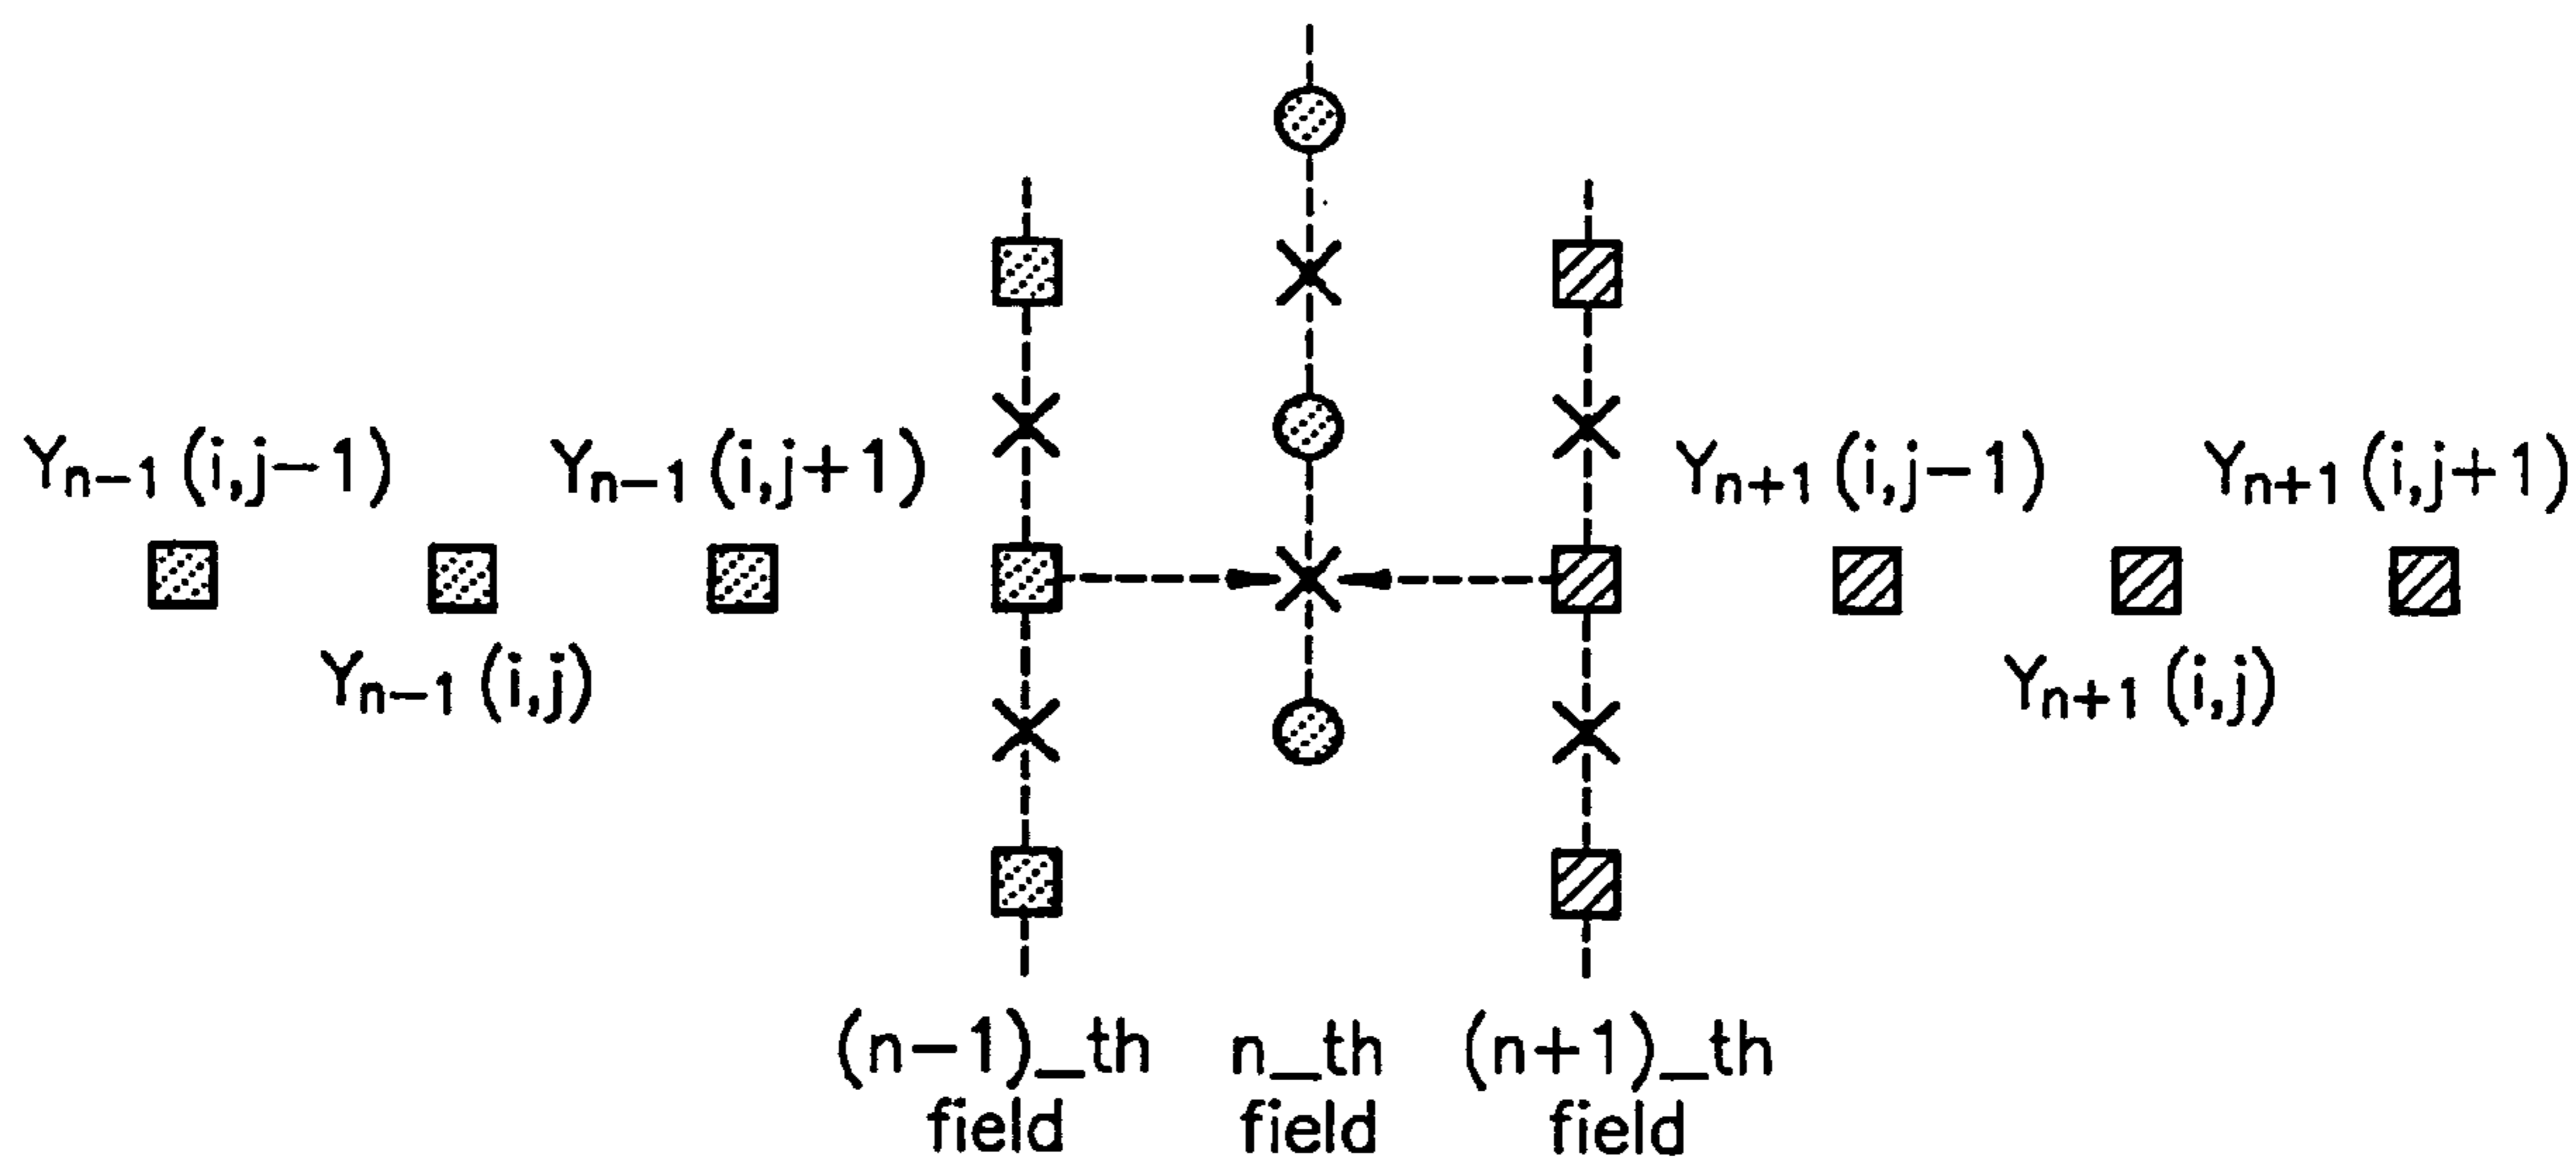 Yn-1 (i,j-1) Yn-1 (i,j+1) Yn+1 (i,j-1) Yn+1 (i,j+1)
Yn-1 (i,j) Yn+1 (i,j)
(n-1)_th n_th (n+1)_th
field field field